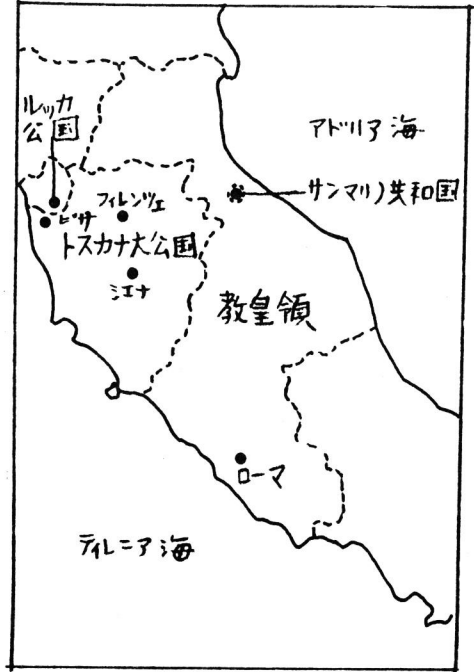 ルッカ
公国
アドリア海
サンマリノ共和国
フィレンツェ
ピサ
トスカナ大公国
シエナ
教皇領
ローマ
ティレニア海